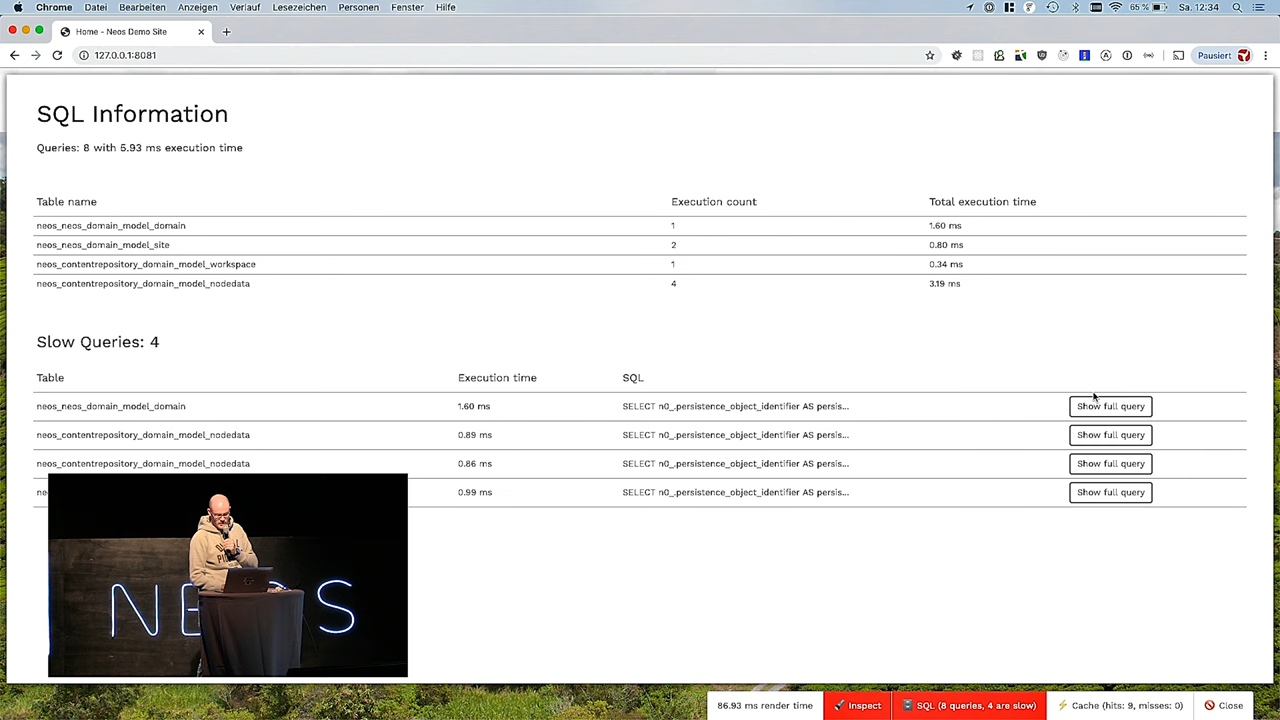 Chrome Datei Bearbeiten Anzeigen Verlauf Lesezeichen Personen Fenster Hilfe 65 % Sa. 12:34
Home - Neos Demo Site
127.0.0.1:8081 Pausiert
SQL Information
Queries: 8 with 5.93 ms execution time
Table name Execution count Total execution time
neos_neos_domain_model_domain 1 1.60 ms
neos_neos_domain_model_site 2 0.80 ms
neos_contentrepository_domain_model_workspace 1 0.34 ms
neos_contentrepository_domain_model_nodedata 4 3.19 ms
Slow Queries: 4
Table Execution time SQL
neos_neos_domain_model_domain 1.60 ms SELECT n0_.persistence_object_identifier AS persis... Show full query
neos_contentrepository_domain_model_nodedata 0.89 ms SELECT n0_.persistence_object_identifier AS persis... Show full query
neos_contentrepository_domain_model_nodedata 0.86 ms SELECT n0_.persistence_object_identifier AS persis... Show full query
ne 0.99 ms SELECT n0_.persistence_object_identifier AS persis... Show full query
NEOS
86.93 ms render time Inspect SQL (8 queries, 4 are slow) Cache (hits: 9, misses: 0) Close